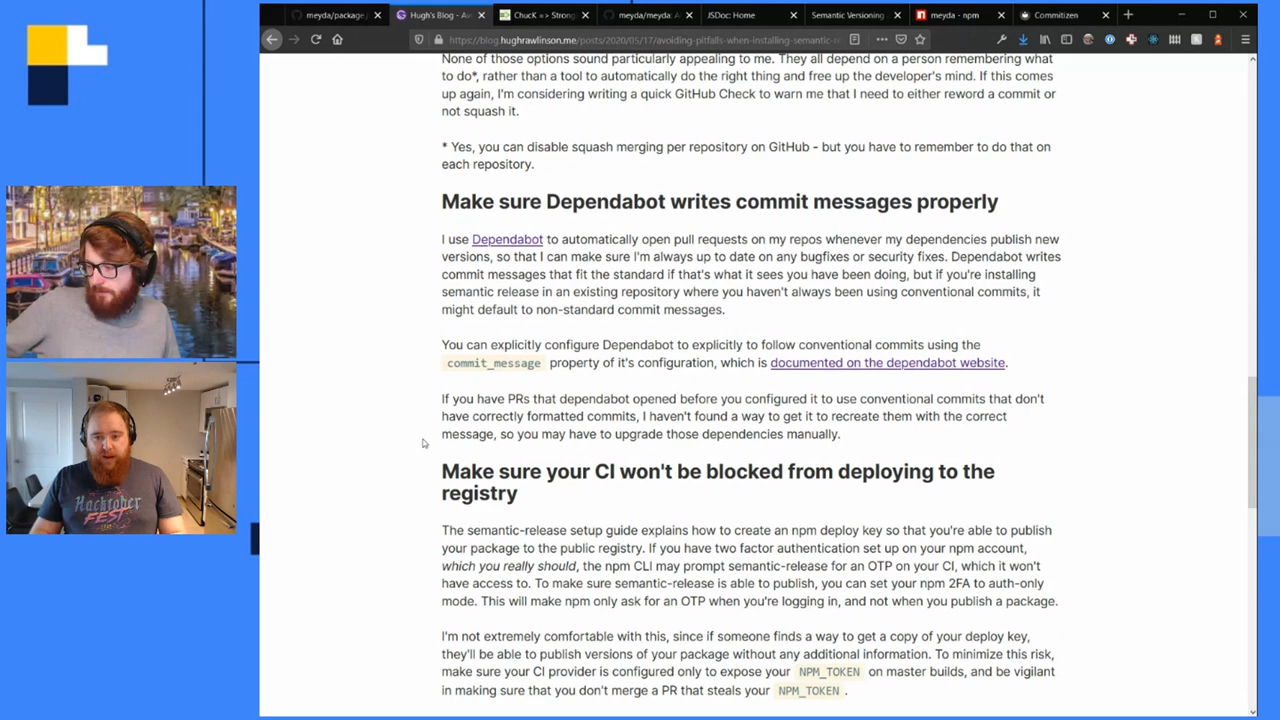 meyda/package.
Hugh's Blog - Av
ChucK => Strong
meyda/meyda: A
JSDoc: Home
Semantic Versioning
meyda - npm
Commitizen
https://blog.hughrawlinson.me/posts/2020/05/17/avoiding-pitfalls-when-installing-semantic-r
None of those options sound particularly appealing to me. They all depend on a person remembering what
to do*, rather than a tool to automatically do the right thing and free up the developer's mind. If this comes
up again, I'm considering writing a quick GitHub Check to warn me that I need to either reword a commit or
not squash it.
* Yes, you can disable squash merging per repository on GitHub - but you have to remember to do that on
each repository.
Make sure Dependabot writes commit messages properly
I use Dependabot to automatically open pull requests on my repos whenever my dependencies publish new
versions, so that I can make sure I'm always up to date on any bugfixes or security fixes. Dependabot writes
commit messages that fit the standard if that's what it sees you have been doing, but if you're installing
semantic release in an existing repository where you haven't always been using conventional commits, it
might default to non-standard commit messages.
You can explicitly configure Dependabot to explicitly to follow conventional commits using the
commit_message property of it's configuration, which is documented on the dependabot website.
If you have PRs that dependabot opened before you configured it to use conventional commits that don't
have correctly formatted commits, I haven't found a way to get it to recreate them with the correct
message, so you may have to upgrade those dependencies manually.
Make sure your CI won't be blocked from deploying to the
registry
The semantic-release setup guide explains how to create an npm deploy key so that you're able to publish
your package to the public registry. If you have two factor authentication set up on your npm account,
which you really should, the npm CLI may prompt semantic-release for an OTP on your CI, which it won't
have access to. To make sure semantic-release is able to publish, you can set your npm 2FA to auth-only
mode. This will make npm only ask for an OTP when you're logging in, and not when you publish a package.
I'm not extremely comfortable with this, since if someone finds a way to get a copy of your deploy key,
they'll be able to publish versions of your package without any additional information. To minimize this risk,
make sure your CI provider is configured only to expose your NPM_TOKEN on master builds, and be vigilant
in making sure that you don't merge a PR that steals your NPM_TOKEN.
Hacktober
FEST